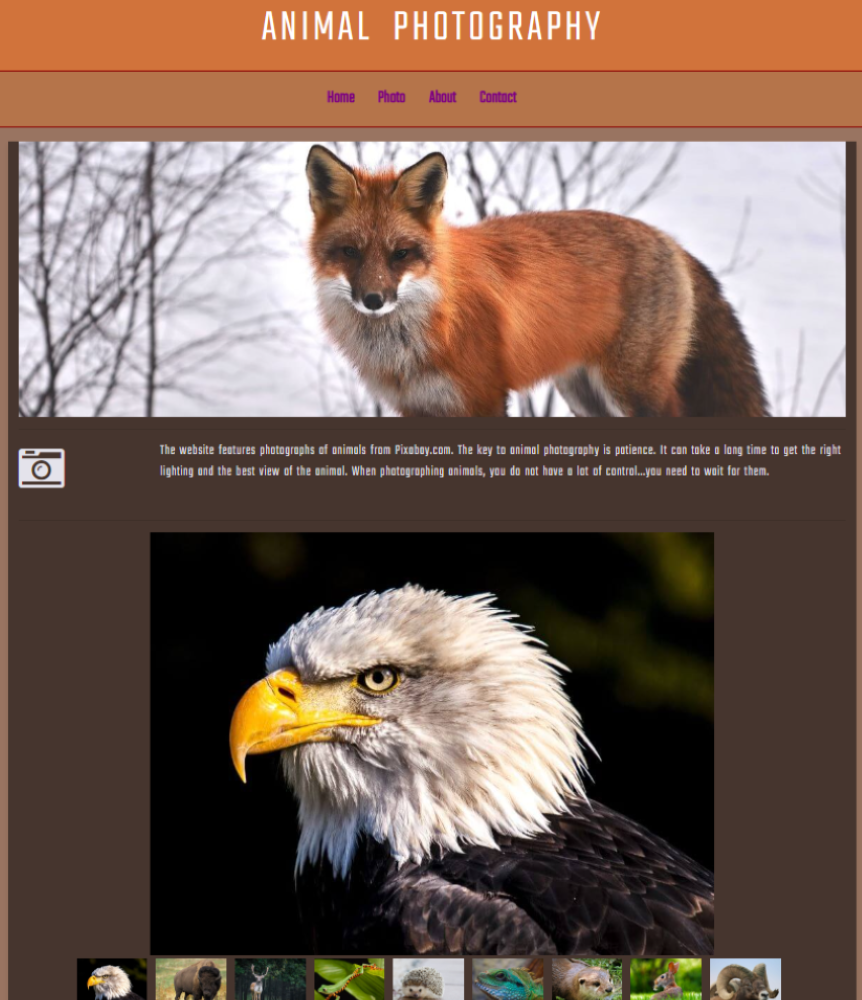 ANIMAL PHOTOGRAPHY
Home Photo About Contact
The website features photographs of animals from Pixabay.com. The key to animal photography is patience. It can take a long time to get the right
lighting and the best view of the animal. When photographing animals, you do not have a lot of control...you need to wait for them.